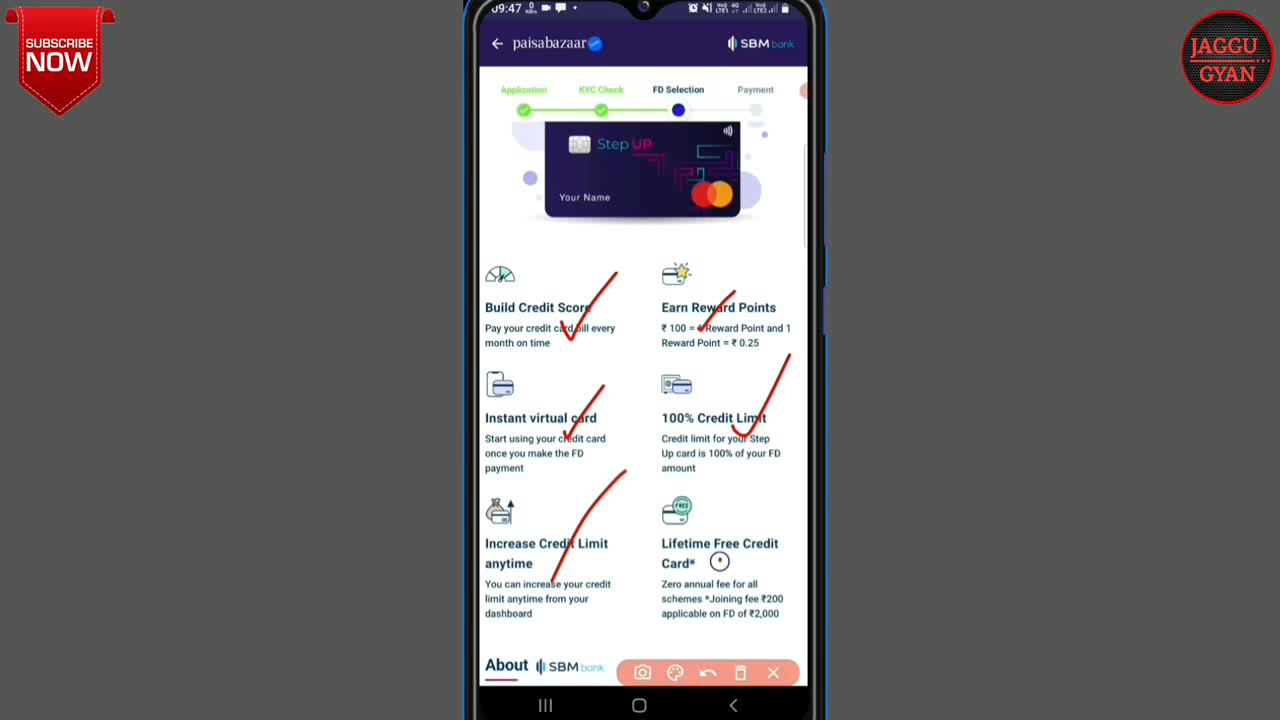 SUBSCRIBE
NOW
JAGGU
GYAN
09:47
paisabazaar
SBM bank
Application
KYC Check
FD Selection
Payment
Step UP
Your Name
Build Credit Score
Pay your credit card bill every
month on time
Earn Reward Points
₹ 100 = 1 Reward Point and 1
Reward Point = ₹ 0.25
Instant virtual card
Start using your credit card
once you make the FD
payment
100% Credit Limit
Credit limit for your Step
Up card is 100% of your FD
amount
Increase Credit Limit
anytime
You can increase your credit
limit anytime from your
dashboard
FREE
Lifetime Free Credit
Card*
Zero annual fee for all
schemes *Joining fee ₹200
applicable on FD of ₹2,000
About SBM bank